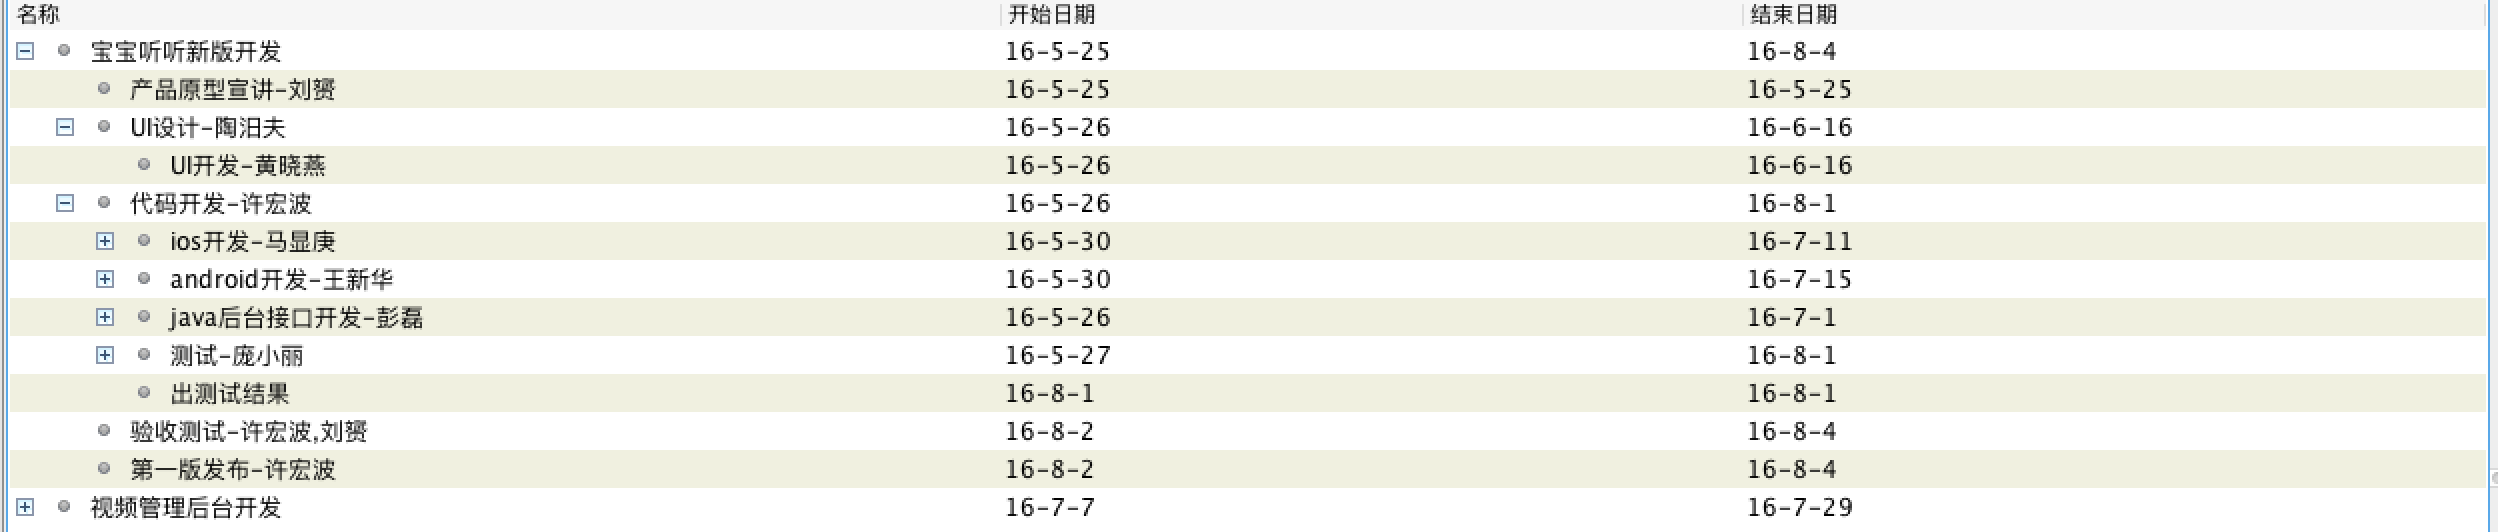 名称 开始日期 结束日期
宝宝听听新版开发 16-5-25 16-8-4
产品原型宣讲-刘赟 16-5-25 16-5-25
UI设计-陶汨夫 16-5-26 16-6-16
UI开发-黄晓燕 16-5-26 16-6-16
代码开发-许宏波 16-5-26 16-8-1
ios开发-马显庚 16-5-30 16-7-11
android开发-王新华 16-5-30 16-7-15
java后台接口开发-彭磊 16-5-26 16-7-1
测试-庞小丽 16-5-27 16-8-1
出测试结果 16-8-1 16-8-1
验收测试-许宏波,刘赟 16-8-2 16-8-4
第一版发布-许宏波 16-8-2 16-8-4
视频管理后台开发 16-7-7 16-7-29